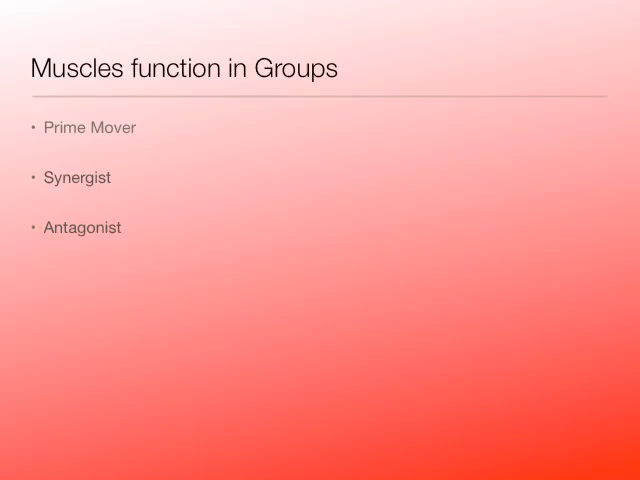 Muscles function in Groups
• Prime Mover
• Synergist
• Antagonist